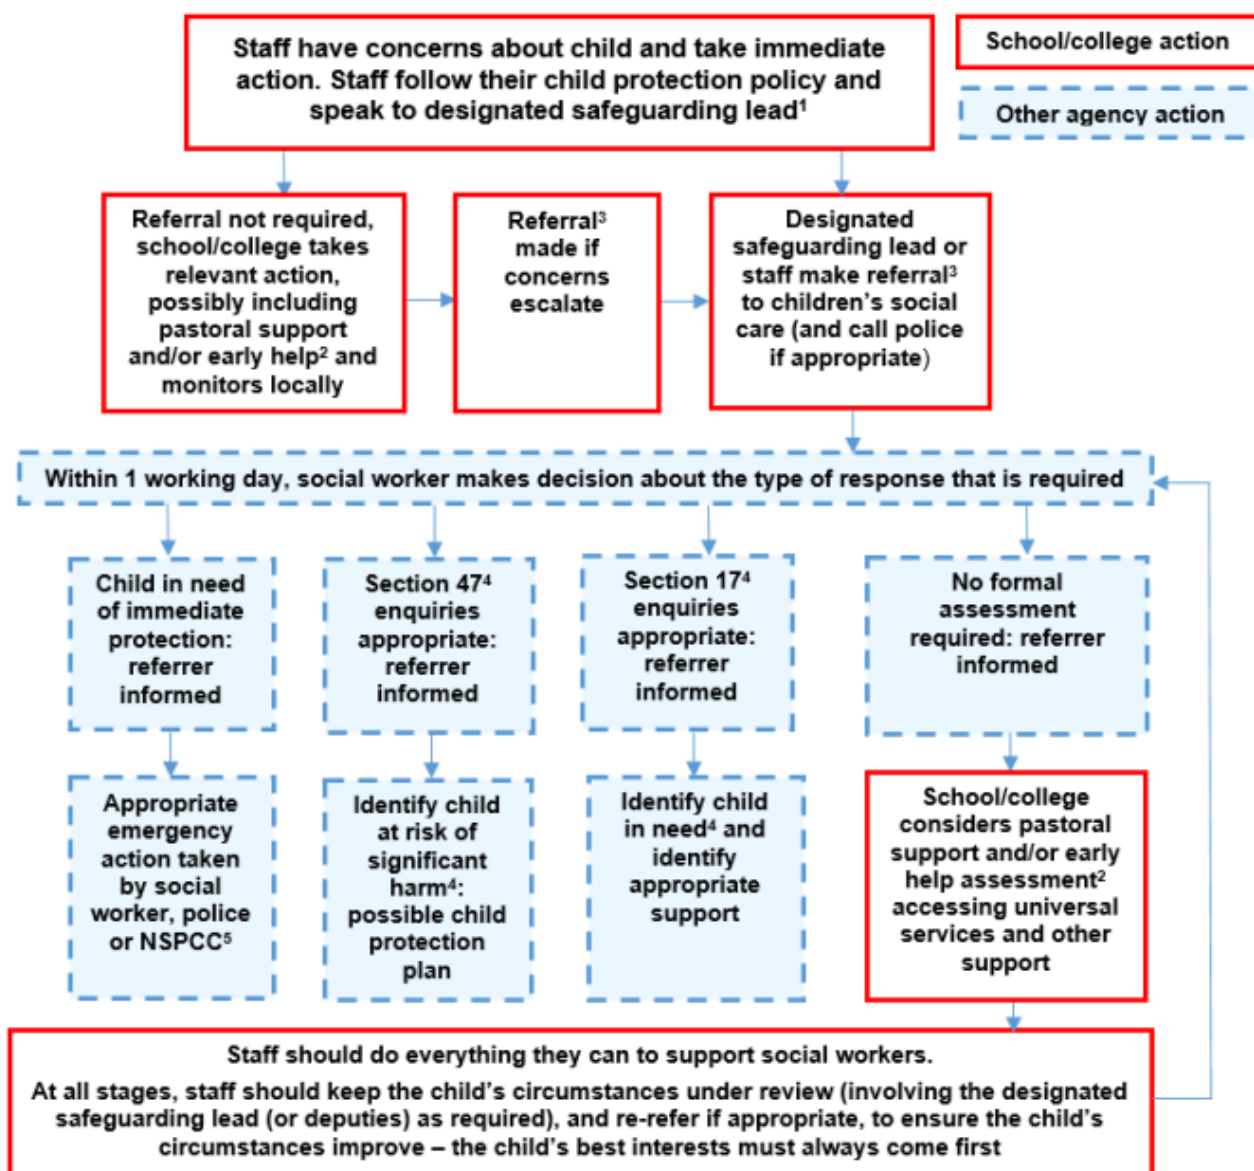 Staff have concerns about child and take immediate
action. Staff follow their child protection policy and
speak to designated safeguarding lead¹
School/college action
Other agency action
Referral not required,
school/college takes
relevant action,
possibly including
pastoral support
and/or early help² and
monitors locally
Referral³
made if
concerns
escalate
Designated
safeguarding lead or
staff make referral³
to children's social
care (and call police
if appropriate)
Within 1 working day, social worker makes decision about the type of response that is required
Child in need
of immediate
protection:
referrer
informed
Section 47⁴
enquiries
appropriate:
referrer
informed
Section 17⁴
enquiries
appropriate:
referrer
informed
No formal
assessment
required: referrer
informed
Appropriate
emergency
action taken
by social
worker, police
or NSPCC⁵
Identify child
at risk of
significant
harm⁴:
possible child
protection
plan
Identify child
in need⁴ and
identify
appropriate
support
School/college
considers pastoral
support and/or early
help assessment²
accessing universal
services and other
support
Staff should do everything they can to support social workers.
At all stages, staff should keep the child's circumstances under review (involving the designated
safeguarding lead (or deputies) as required), and re-refer if appropriate, to ensure the child's
circumstances improve – the child's best interests must always come first